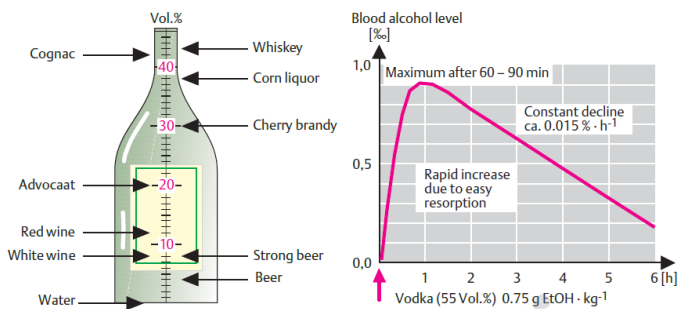 Vol.%
Cognac
Whiskey
40
Corn liquor
30
Cherry brandy
Advocaat
20
Red wine
10
White wine
Strong beer
Beer
Water
Blood alcohol level
[‰]
1,0
Maximum after 60 – 90 min
Constant decline
ca. 0.015 % · h-1
0,5
Rapid increase
due to easy
resorption
0,0
1 2 3 4 5 6 [h]
Vodka (55 Vol.%) 0.75 g EtOH · kg-1